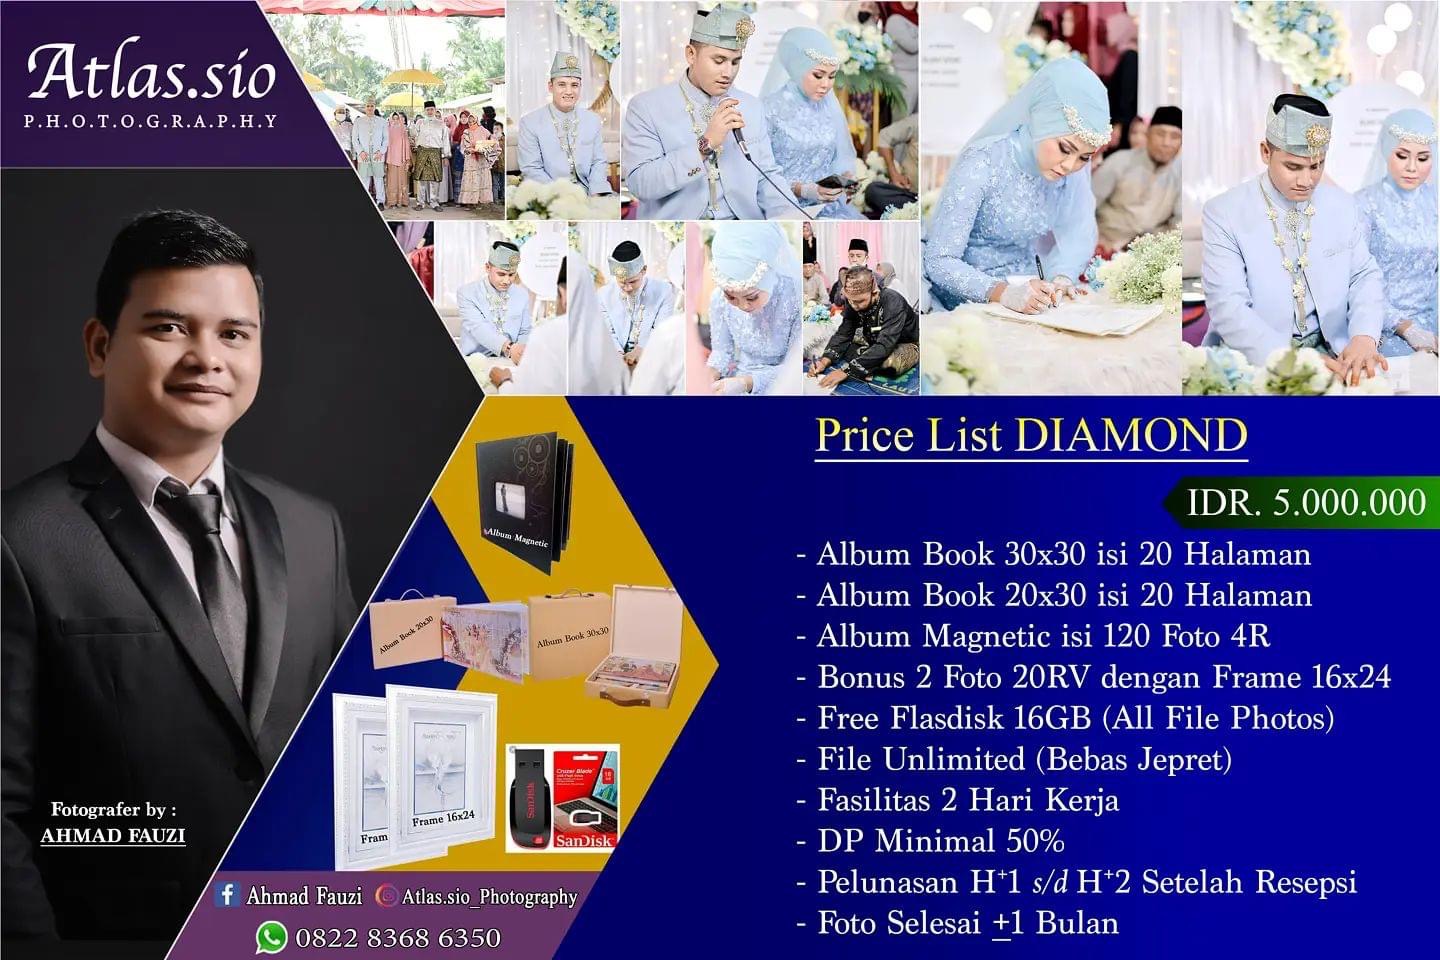 Atlas.sio
P.H.O.T.O.G.R.A.P.H.Y
Price List DIAMOND
IDR. 5.000.000
- Album Book 30x30 isi 20 Halaman
- Album Book 20x30 isi 20 Halaman
- Album Magnetic isi 120 Foto 4R
- Bonus 2 Foto 20RV dengan Frame 16x24
- Free Flasdisk 16GB (All File Photos)
- File Unlimited (Bebas Jepret)
- Fasilitas 2 Hari Kerja
- DP Minimal 50%
- Pelunasan H+1 s/d H+2 Setelah Resepsi
- Foto Selesai ±1 Bulan
Album Magnetic
Album Book 20x30
Album Book 30x30
Fram
Frame 16x24
SanDisk
Cruzer Blade
SanDisk
Fotografer by :
AHMAD FAUZI
Ahmad Fauzi Atlas.sio_Photography
0822 8368 6350